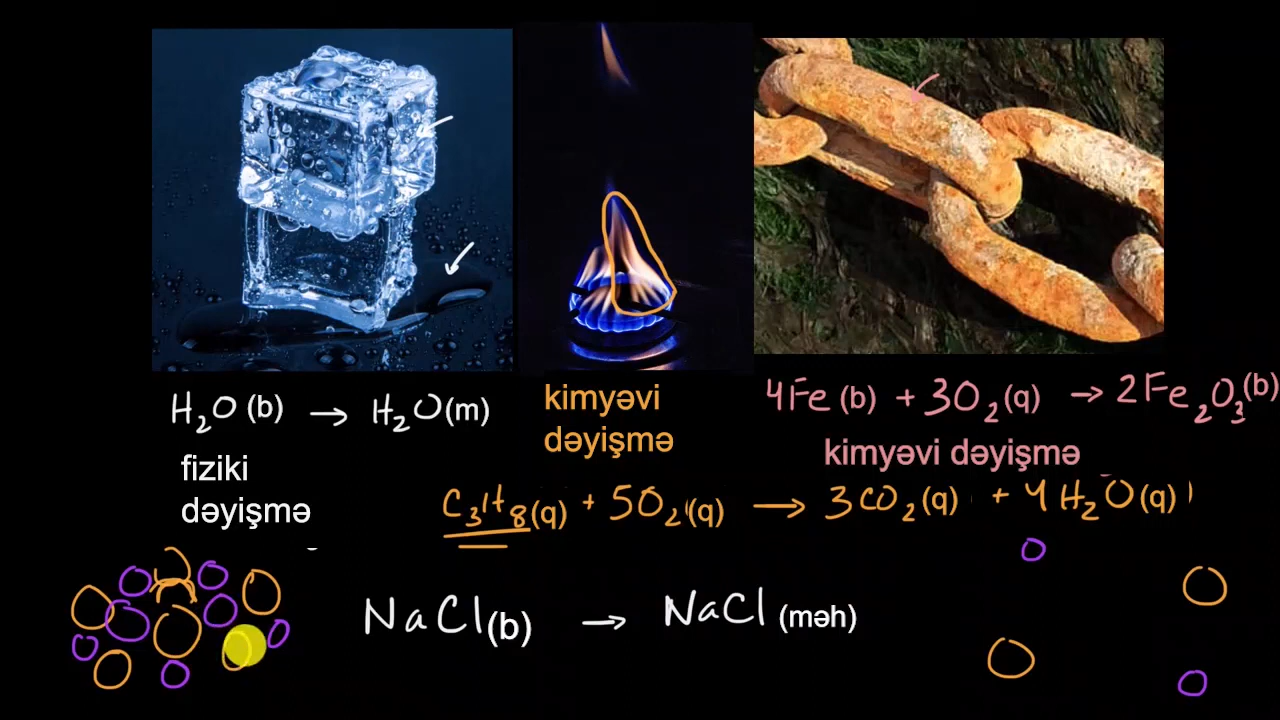 H₂O (b) → H₂O (m)
fiziki
dəyişmə
kimyəvi
dəyişmə
4Fe (b) + 3O₂ (q) → 2Fe₂O₃ (b)
kimyəvi dəyişmə
C₃H₈ (q) + 5O₂ (q) → 3CO₂ (q) + 4H₂O (q)
NaCl (b) → NaCl (məh)